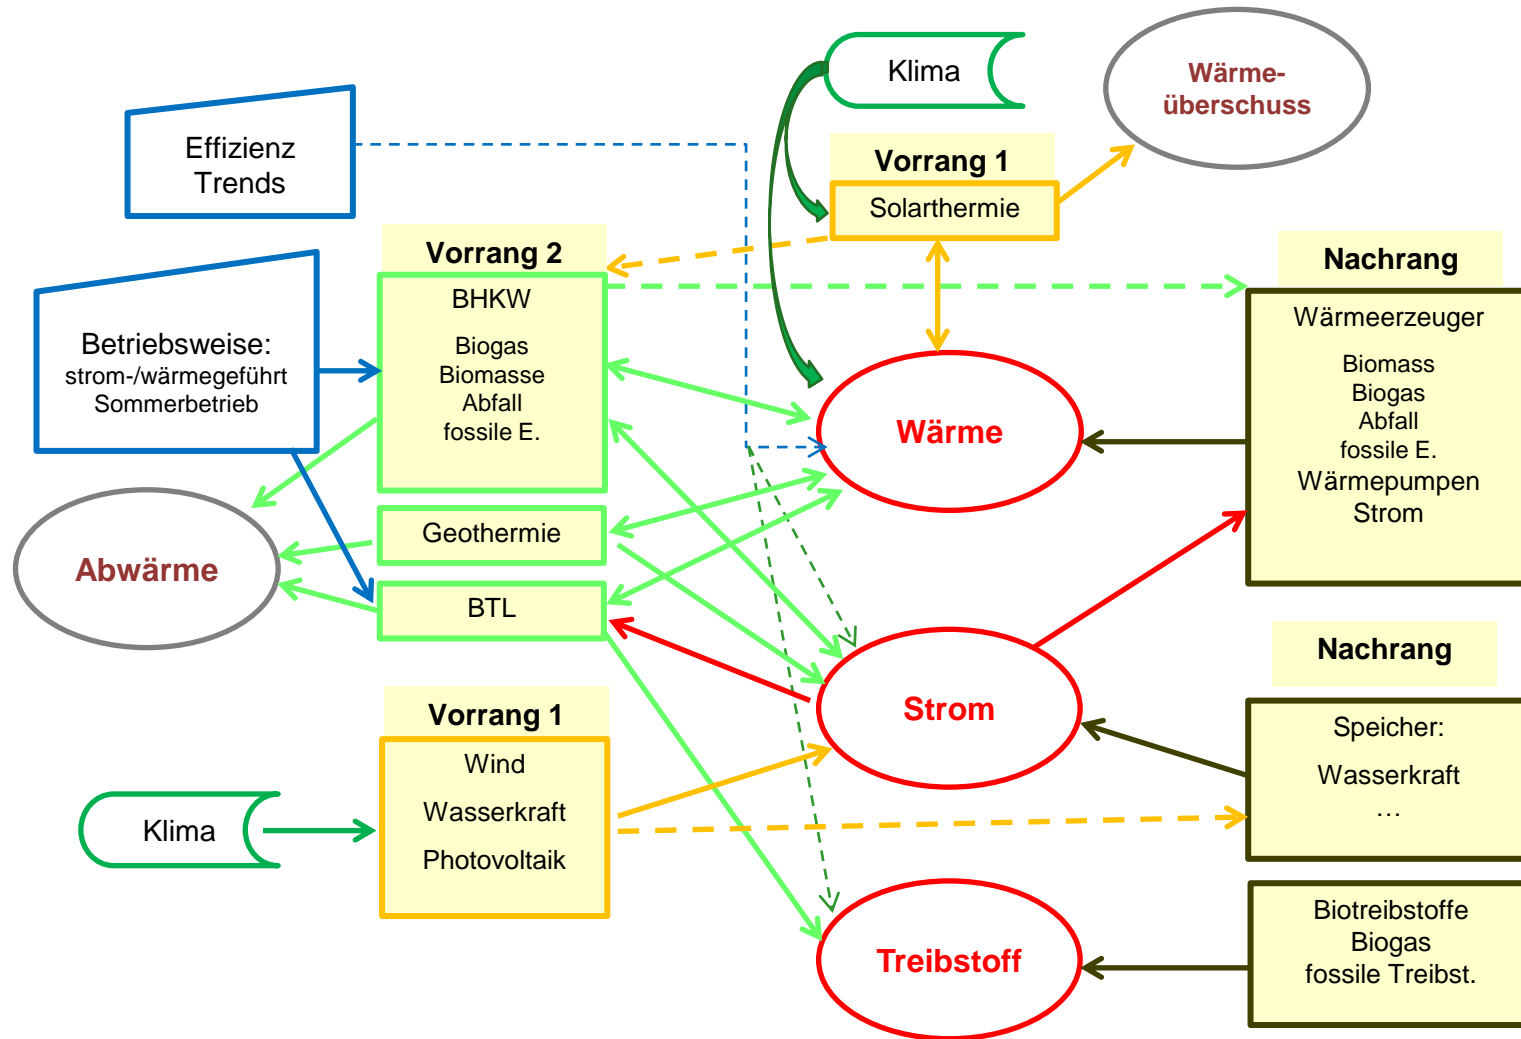 Klima
Wärme-
überschuss
Effizienz
Trends
Vorrang 1
Solarthermie
Vorrang 2
BHKW
Biogas
Biomasse
Abfall
fossile E.
Nachrang
Wärmeerzeuger
Biomass
Biogas
Abfall
fossile E.
Wärmepumpen
Strom
Betriebsweise:
strom-/wärmegeführt
Sommerbetrieb
Wärme
Geothermie
Abwärme
BTL
Nachrang
Strom
Vorrang 1
Wind
Wasserkraft
Photovoltaik
Speicher:
Wasserkraft
…
Klima
Treibstoff
Biotreibstoffe
Biogas
fossile Treibst.